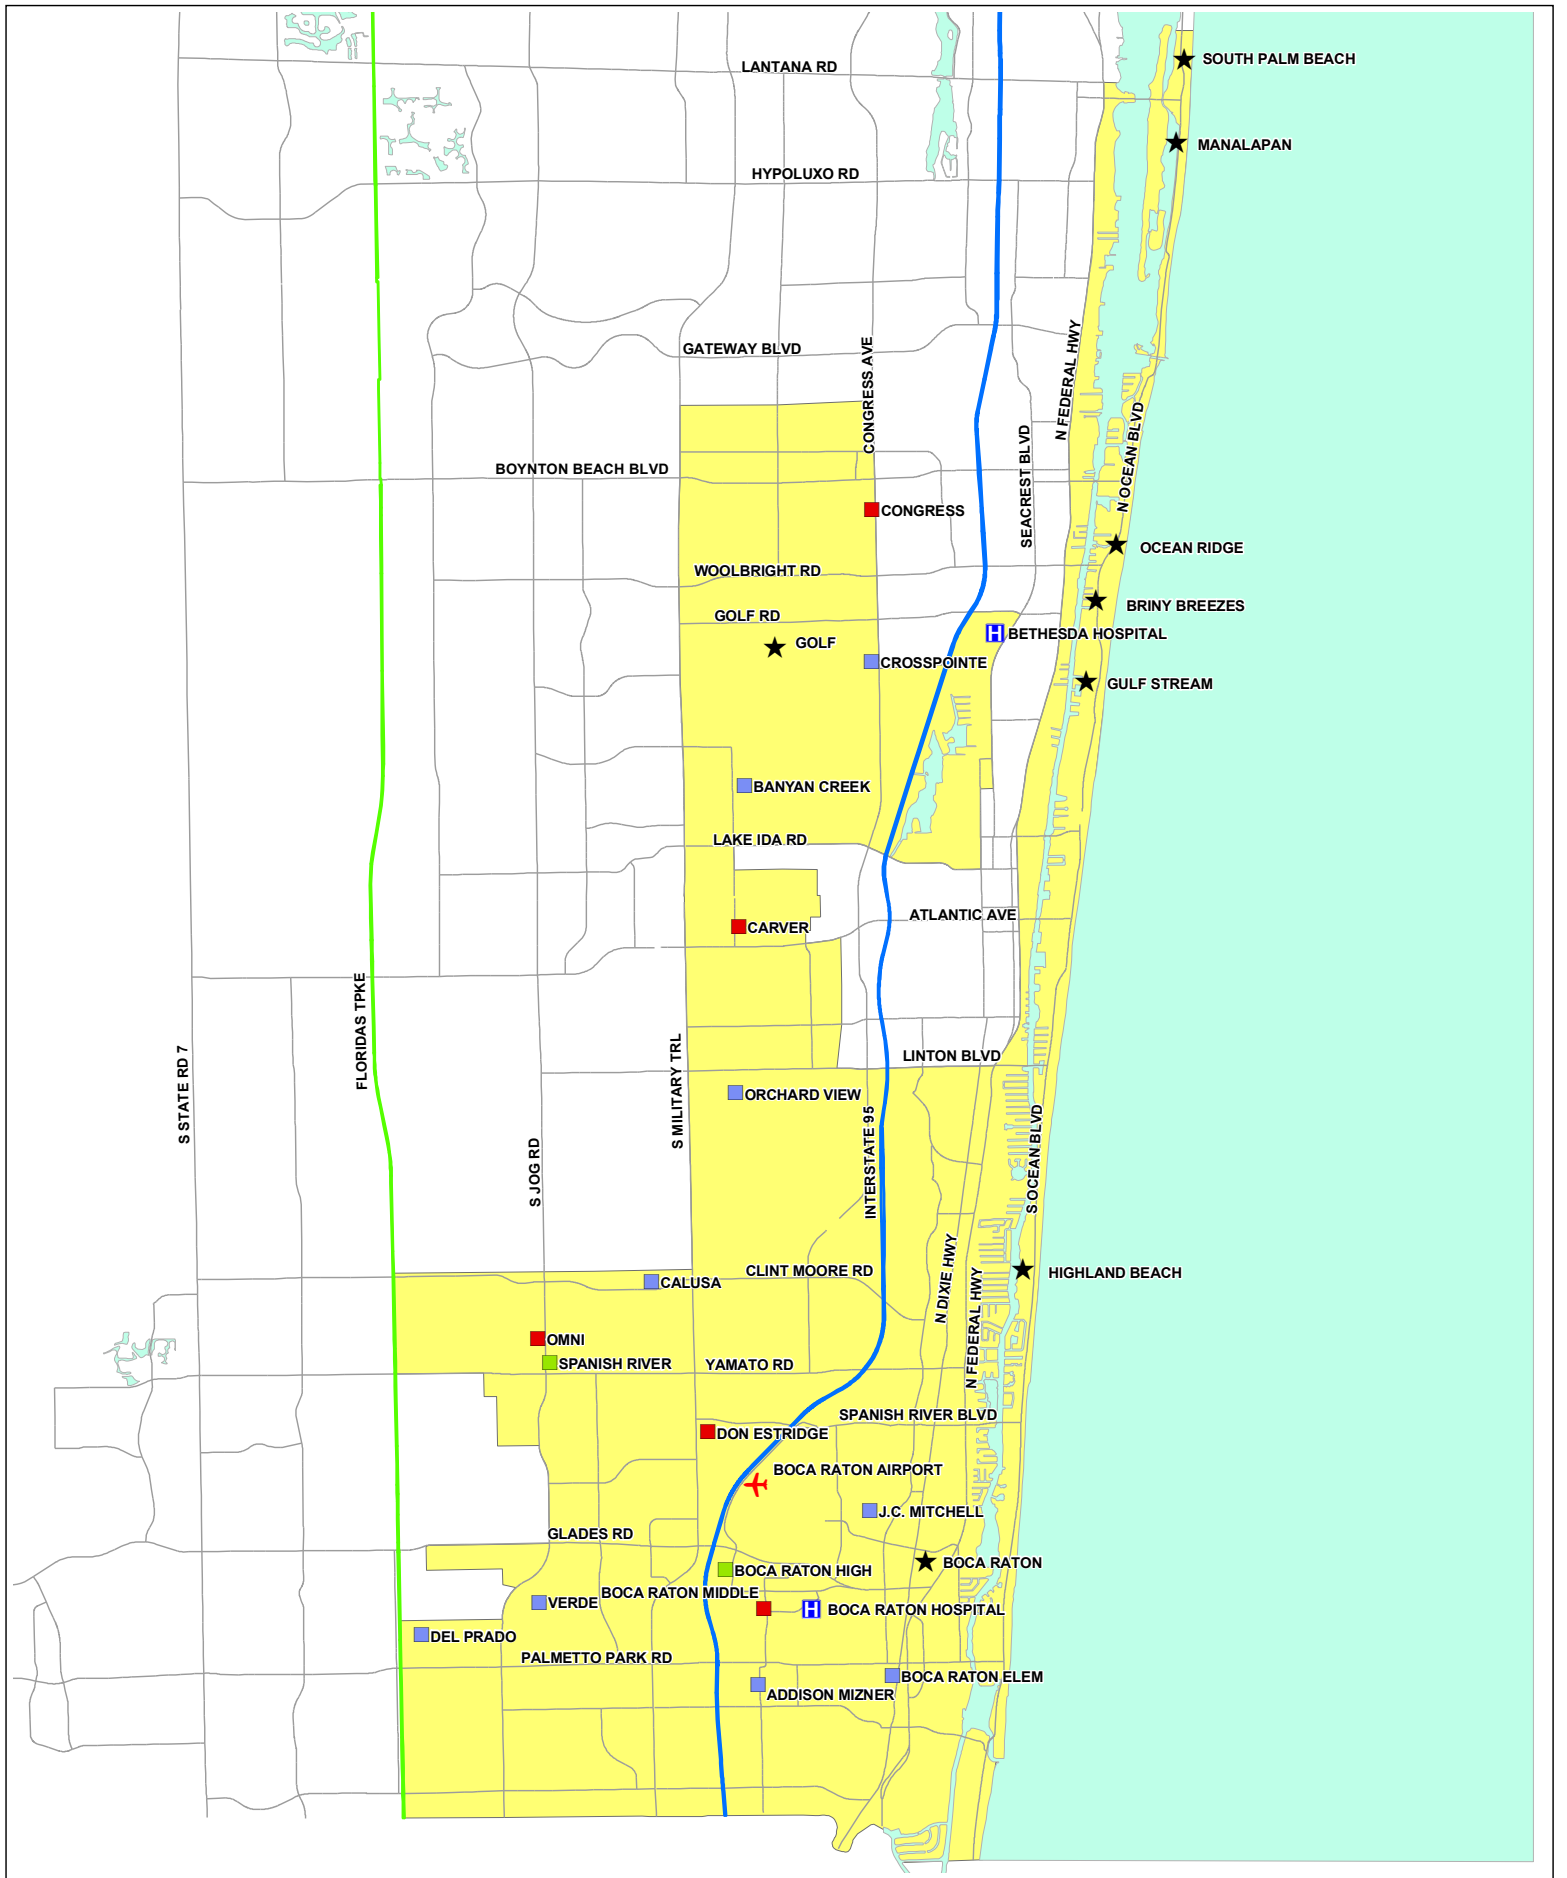 SOUTH PALM BEACH
LANTANA RD
MANALAPAN
HYPOLUXO RD
GATEWAY BLVD
CONGRESS AVE
N FEDERAL HWY
N OCEAN BLVD
SEACREST BLVD
BOYNTON BEACH BLVD
CONGRESS
OCEAN RIDGE
WOOLBRIGHT RD
BRINY BREEZES
GOLF RD
GOLF
BETHESDA HOSPITAL
CROSSPOINTE
GULF STREAM
BANYAN CREEK
LAKE IDA RD
ATLANTIC AVE
CARVER
FLORIDAS TPKE
S STATE RD 7
S MILITARY TRL
LINTON BLVD
ORCHARD VIEW
INTERSTATE 95
S OCEAN BLVD
S JOG RD
CLINT MOORE RD
HIGHLAND BEACH
CALUSA
N DIXIE HWY
N FEDERAL HWY
OMNI
SPANISH RIVER
YAMATO RD
SPANISH RIVER BLVD
DON ESTRIDGE
BOCA RATON AIRPORT
J.C. MITCHELL
GLADES RD
BOCA RATON
BOCA RATON HIGH
BOCA RATON MIDDLE
VERDE
H
H
BOCA RATON HOSPITAL
DEL PRADO
PALMETTO PARK RD
BOCA RATON ELEM
ADDISON MIZNER